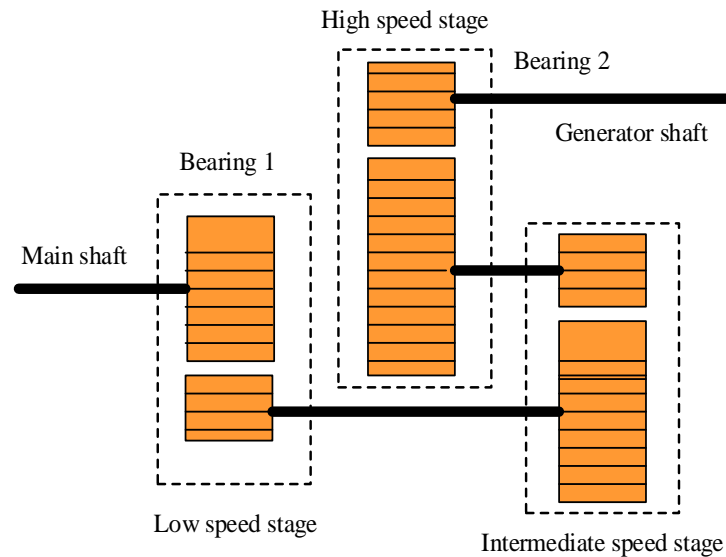 High speed stage
Bearing 2
Generator shaft
Bearing 1
Main shaft
Low speed stage
Intermediate speed stage